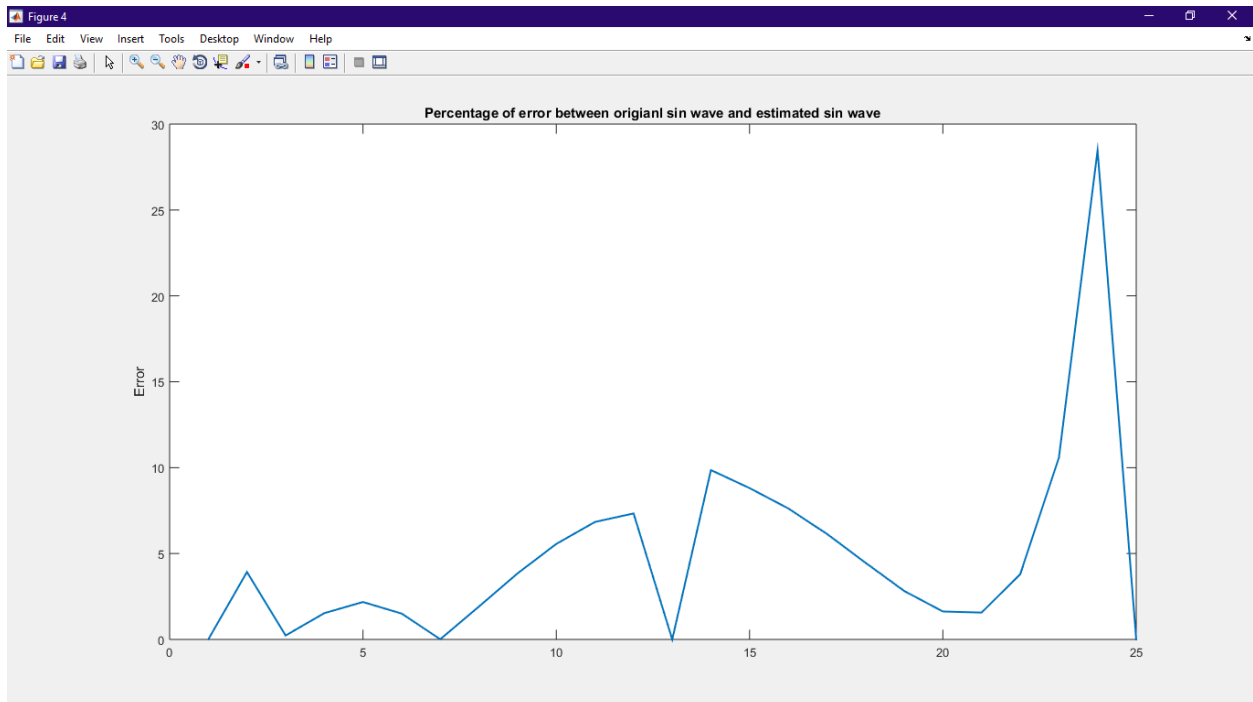 Figure 4
File Edit View Insert Tools Desktop Window Help
Percentage of error between origianl sin wave and estimated sin wave
30
25
20
15
10
5
0
Error
0 5 10 15 20 25